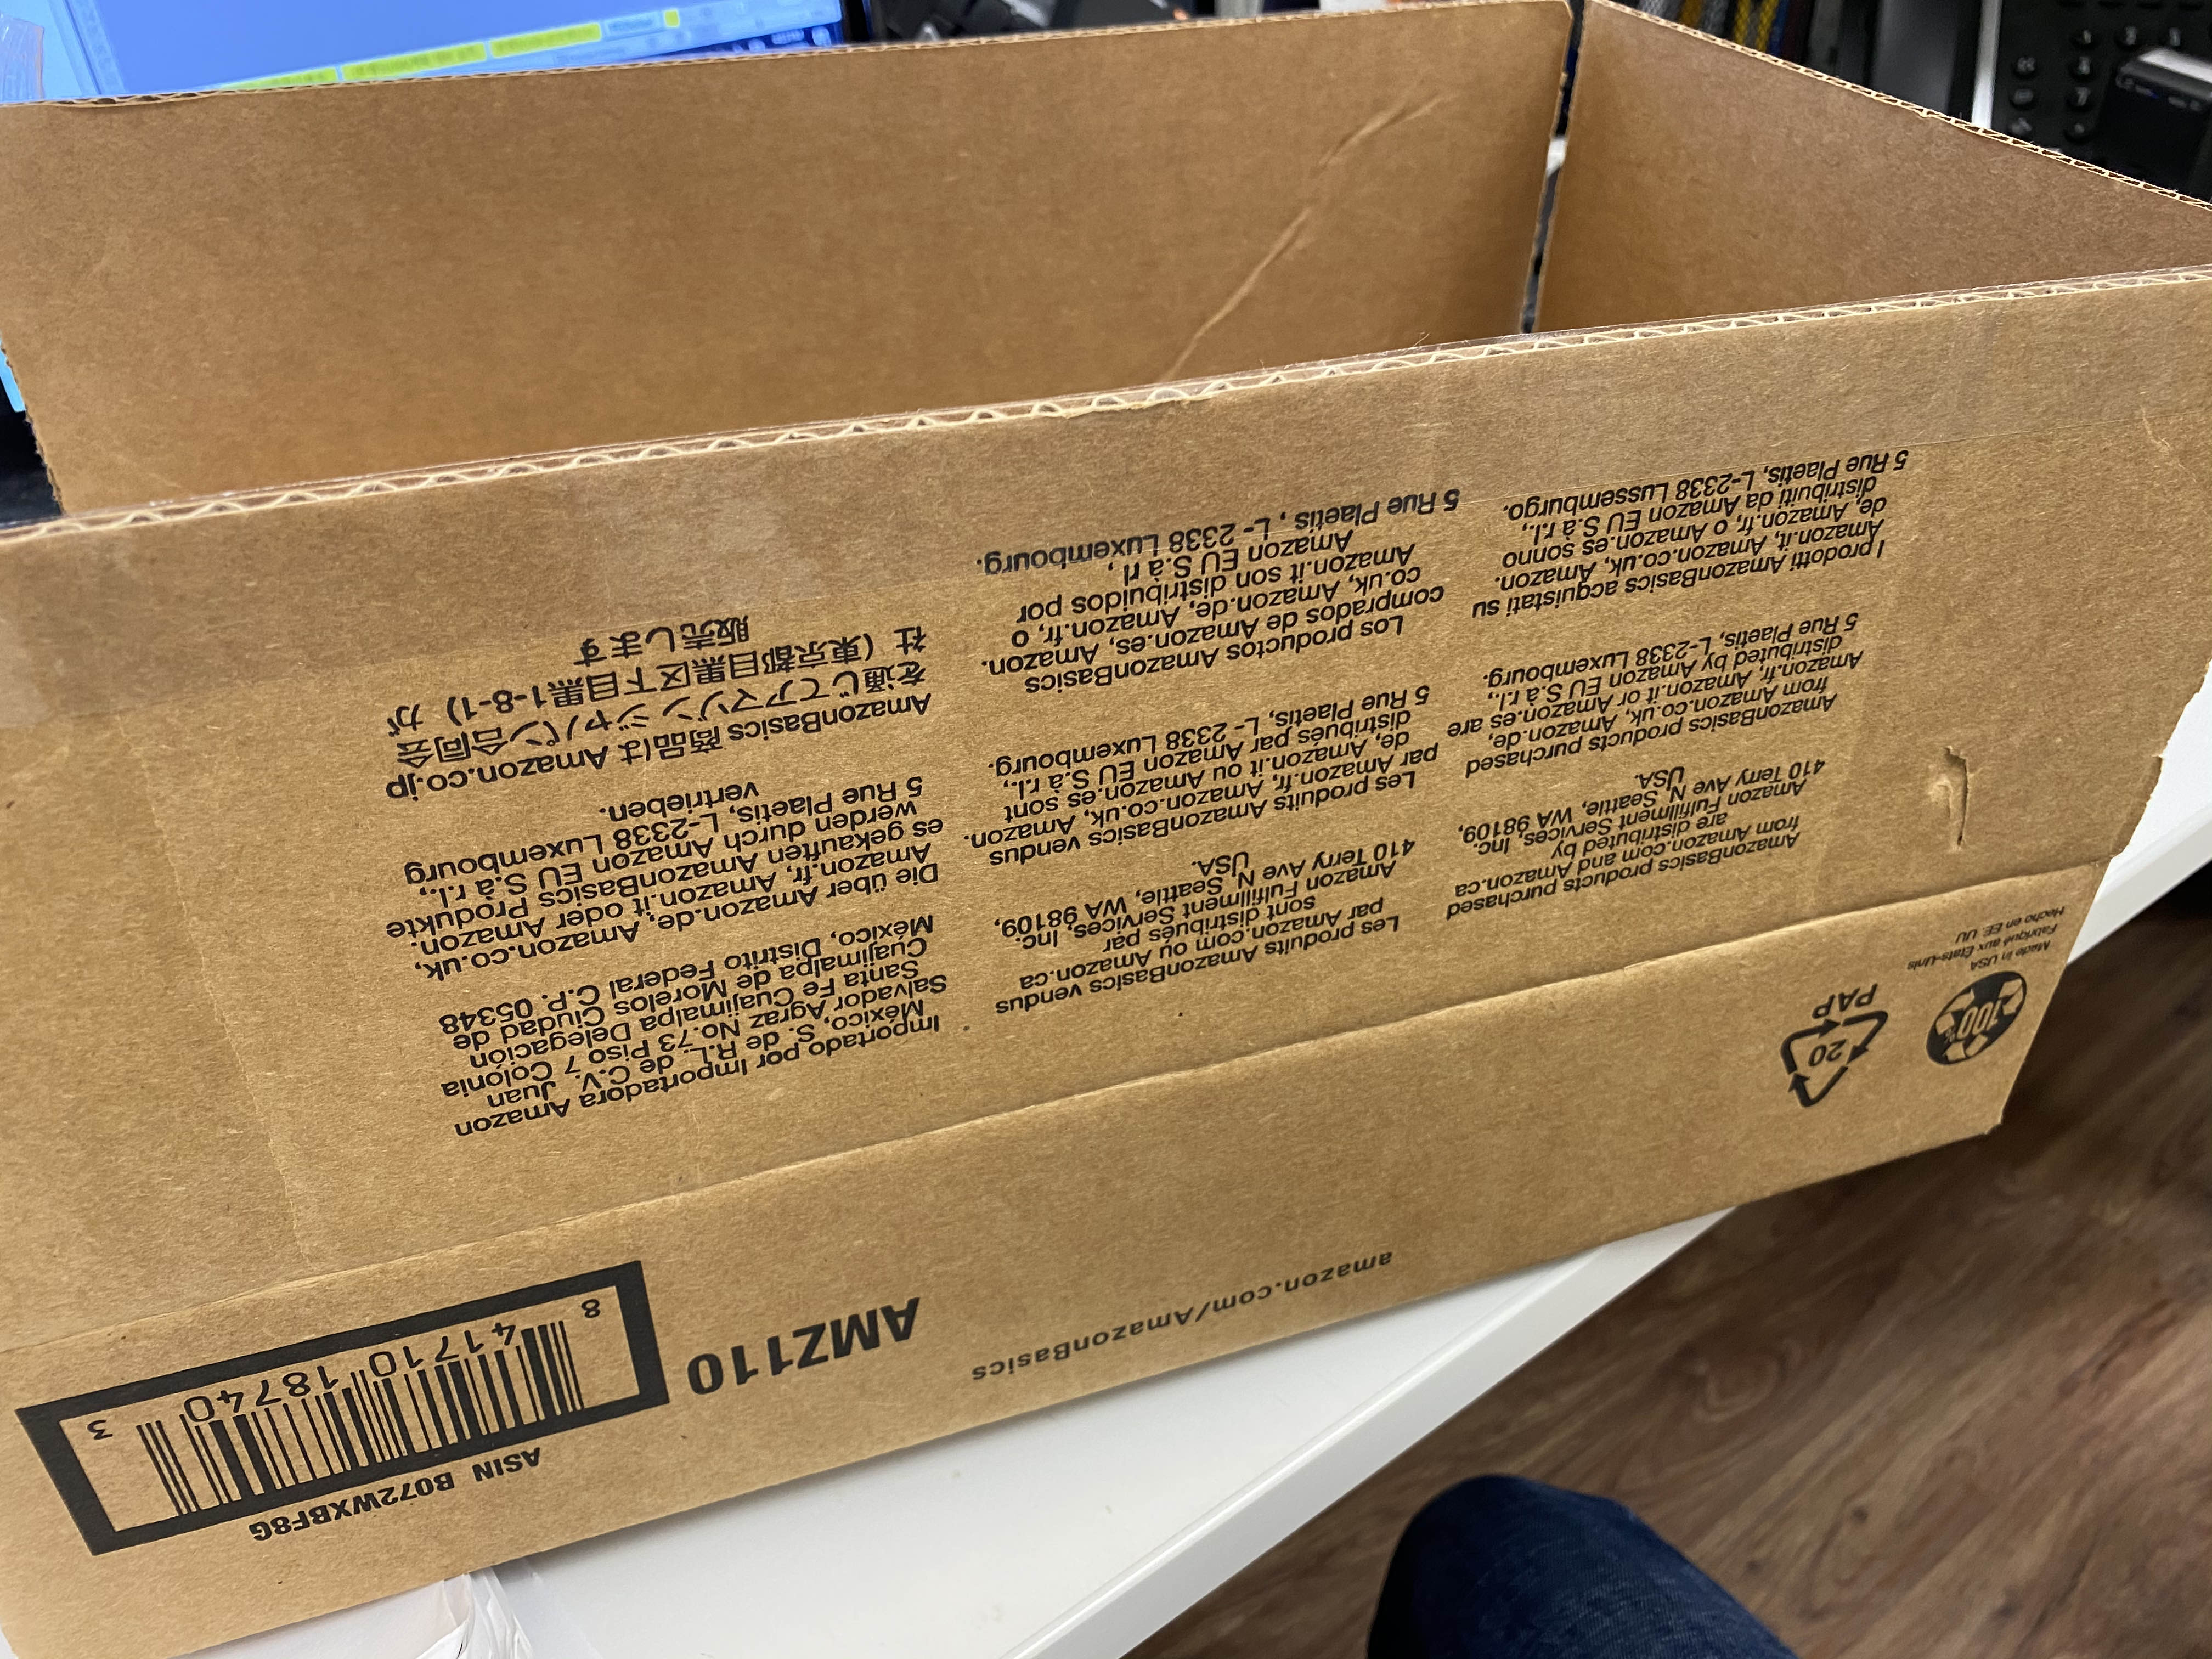 Made in USA
Fabriqué aux États-Unis
Hecho en EE. UU
100%
20
PAP
amazon.com/AmazonBasics
AMZ110
ASIN B072WXBF8G
8 41710 18740 3
AmazonBasics products purchased
from Amazon.com and Amazon.ca
are distributed by
Amazon Fulfillment Services, Inc.
410 Terry Ave N, Seattle, WA 98109,
USA.
AmazonBasics products purchased
from Amazon.co.uk, Amazon.de,
Amazon.fr, Amazon.it or Amazon.es are
distributed by Amazon EU S.à r.l.,
5 Rue Plaetis, L-2338 Luxembourg.
I prodotti AmazonBasics acquistati su
Amazon.it, Amazon.co.uk, Amazon.
de, Amazon.fr, o Amazon.es sonno
distribuiti da Amazon EU S.à r.l.,
5 Rue Plaetis, L-2338 Lussemburgo.
Les produits AmazonBasics vendus
par Amazon.com ou Amazon.ca
sont distribués par
Amazon Fulfillment Services, Inc.
410 Terry Ave N, Seattle, WA 98109,
USA.
Les produits AmazonBasics vendus
par Amazon.fr, Amazon.co.uk, Amazon.
de, Amazon.it ou Amazon.es sont
distribués par Amazon EU S.à r.l.,
5 Rue Plaetis, L-2338 Luxembourg.
Los productos AmazonBasics
comprados de Amazon.es, Amazon.
co.uk, Amazon.de, Amazon.fr, o
Amazon.it son distribuidos por
Amazon EU S.à rl ,
5 Rue Plaetis , L- 2338 Luxembourg.
Importado por Importadora Amazon
México, S. de R.L. de C.V. Juan
Salvador Agraz No.73 Piso 7 Colonia
Santa Fe Cuajimalpa Delegación
Cuajimalpa de Morelos Ciudad de
México, Distrito Federal C.P. 05348
Die über Amazon.de, Amazon.co.uk,
Amazon.fr, Amazon.it oder Amazon.
es gekauften AmazonBasics Produkte
werden durch Amazon EU S.à r.l.,
5 Rue Plaetis, L-2338 Luxembourg
vertrieben.
AmazonBasics 商品は Amazon.co.jp
を通じてアマゾンジャパン合同会
社（東京都目黒区下目黒1-8-1）が
販売します